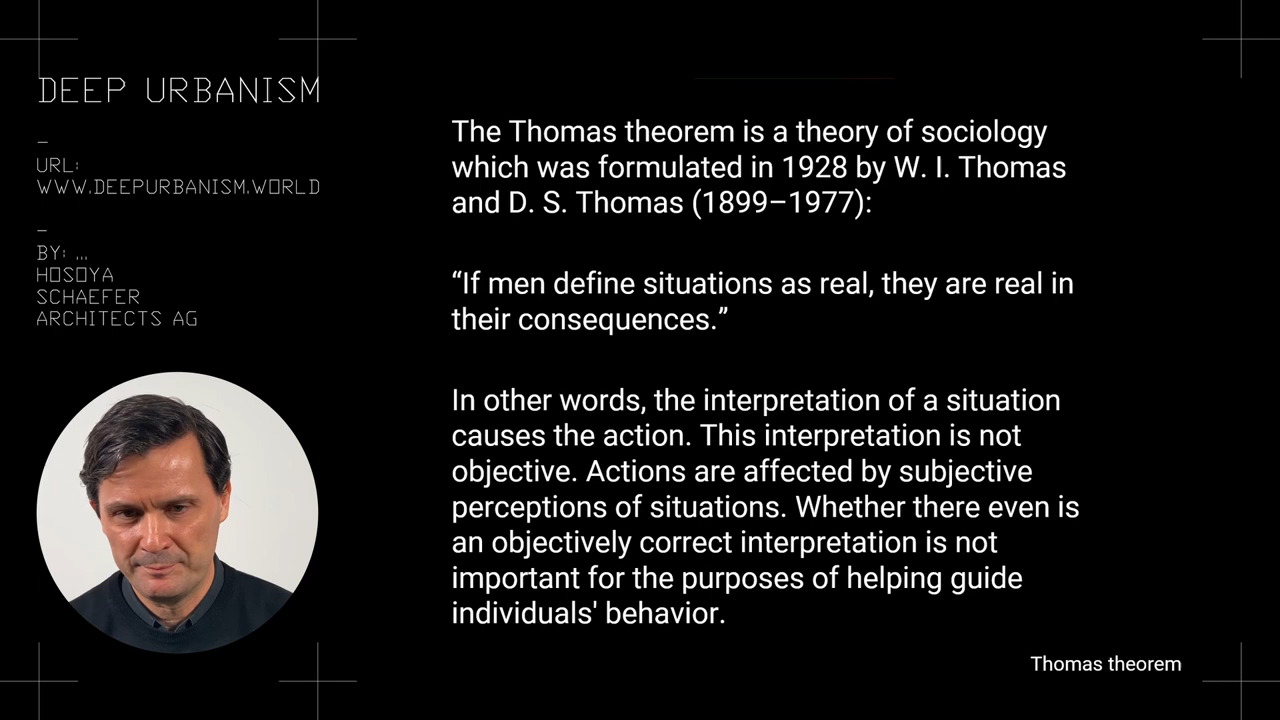 DEEP URBANISM
–
URL:
WWW.DEEPURBANISM.WORLD
–
BY: ...
HOSOYA
SCHAEFER
ARCHITECTS AG
The Thomas theorem is a theory of sociology
which was formulated in 1928 by W. I. Thomas
and D. S. Thomas (1899–1977):
“If men define situations as real, they are real in
their consequences.”
In other words, the interpretation of a situation
causes the action. This interpretation is not
objective. Actions are affected by subjective
perceptions of situations. Whether there even is
an objectively correct interpretation is not
important for the purposes of helping guide
individuals' behavior.
Thomas theorem